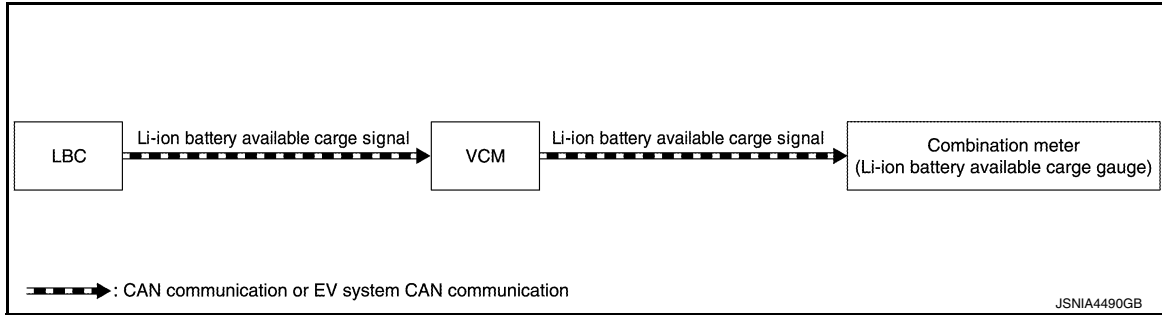 Li-ion battery available carge signal
Li-ion battery available carge signal
LBC
VCM
Combination meter
(Li-ion battery available carge gauge)
: CAN communication or EV system CAN communication
JSNIA4490GB